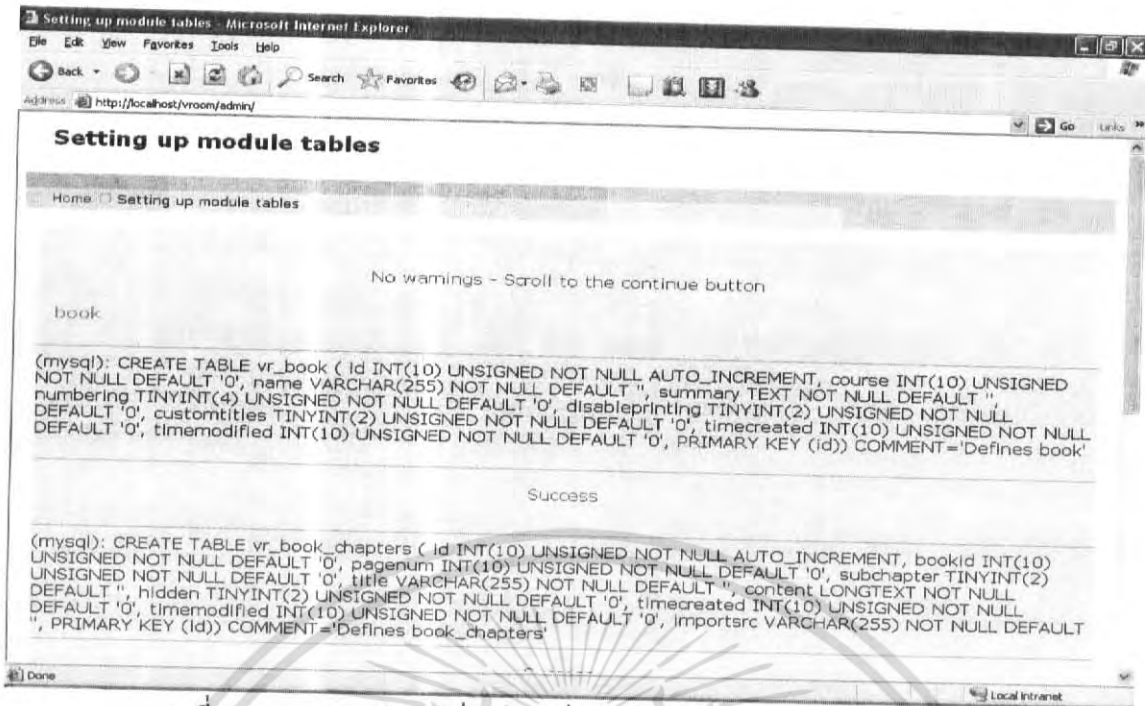 Setting up module tables - Microsoft Internet Explorer
File Edit View Favorites Tools Help
Back Search Favorites
Address http://localhost/vroom/admin/ Go Links
Setting up module tables
Home Setting up module tables
No warnings - Scroll to the continue button
book
(mysql): CREATE TABLE vr_book ( id INT(10) UNSIGNED NOT NULL AUTO_INCREMENT, course INT(10) UNSIGNED
NOT NULL DEFAULT '0', name VARCHAR(255) NOT NULL DEFAULT '', summary TEXT NOT NULL DEFAULT '',
numbering TINYINT(4) UNSIGNED NOT NULL DEFAULT '0', disableprinting TINYINT(2) UNSIGNED NOT NULL
DEFAULT '0', customtitles TINYINT(2) UNSIGNED NOT NULL DEFAULT '0', timecreated INT(10) UNSIGNED NOT NULL
DEFAULT '0', timemodified INT(10) UNSIGNED NOT NULL DEFAULT '0', PRIMARY KEY (id)) COMMENT='Defines book'
Success
(mysql): CREATE TABLE vr_book_chapters ( id INT(10) UNSIGNED NOT NULL AUTO_INCREMENT, bookid INT(10)
UNSIGNED NOT NULL DEFAULT '0', pagenum INT(10) UNSIGNED NOT NULL DEFAULT '0', subchapter TINYINT(2)
UNSIGNED NOT NULL DEFAULT '0', title VARCHAR(255) NOT NULL DEFAULT '', content LONGTEXT NOT NULL
DEFAULT '', hidden TINYINT(2) UNSIGNED NOT NULL DEFAULT '0', timecreated INT(10) UNSIGNED NOT NULL
DEFAULT '0', timemodified INT(10) UNSIGNED NOT NULL DEFAULT '0', importsrc VARCHAR(255) NOT NULL DEFAULT
'', PRIMARY KEY (id)) COMMENT='Defines book_chapters'
Done
Local intranet